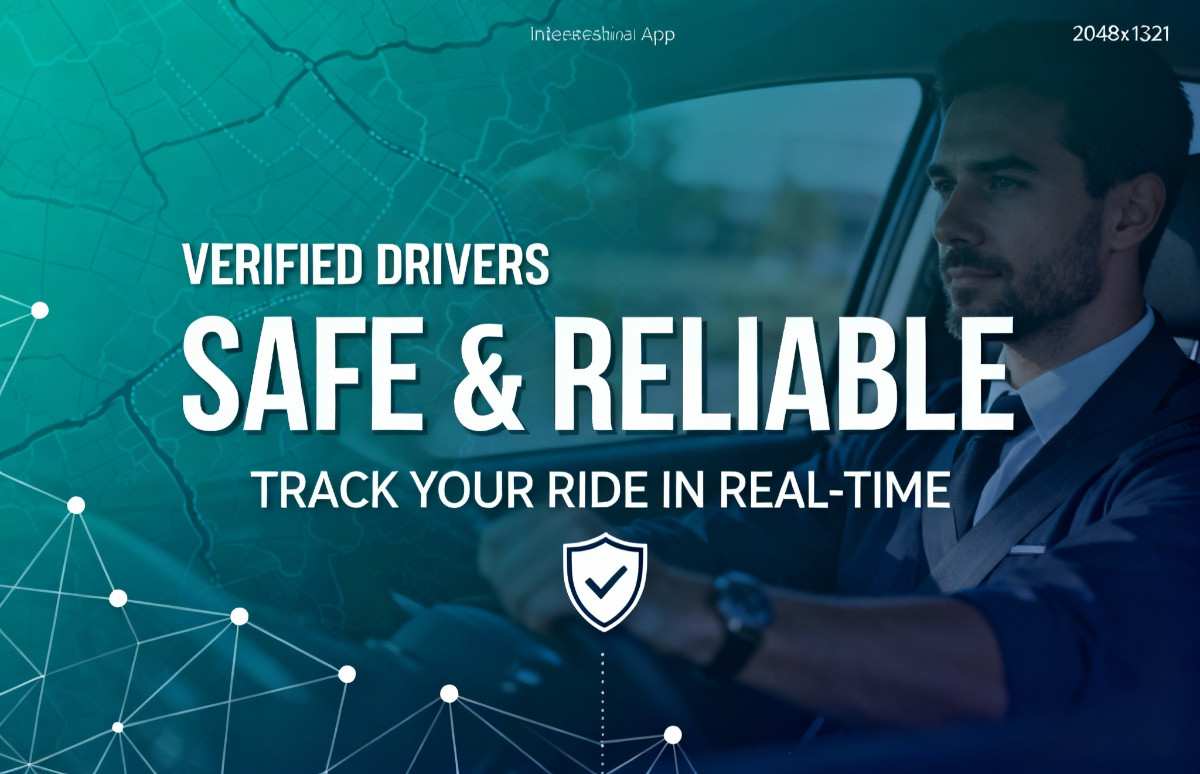 App
2048x1321
VERIFIED DRIVERS
SAFE & RELIABLE
TRACK YOUR RIDE IN REAL-TIME